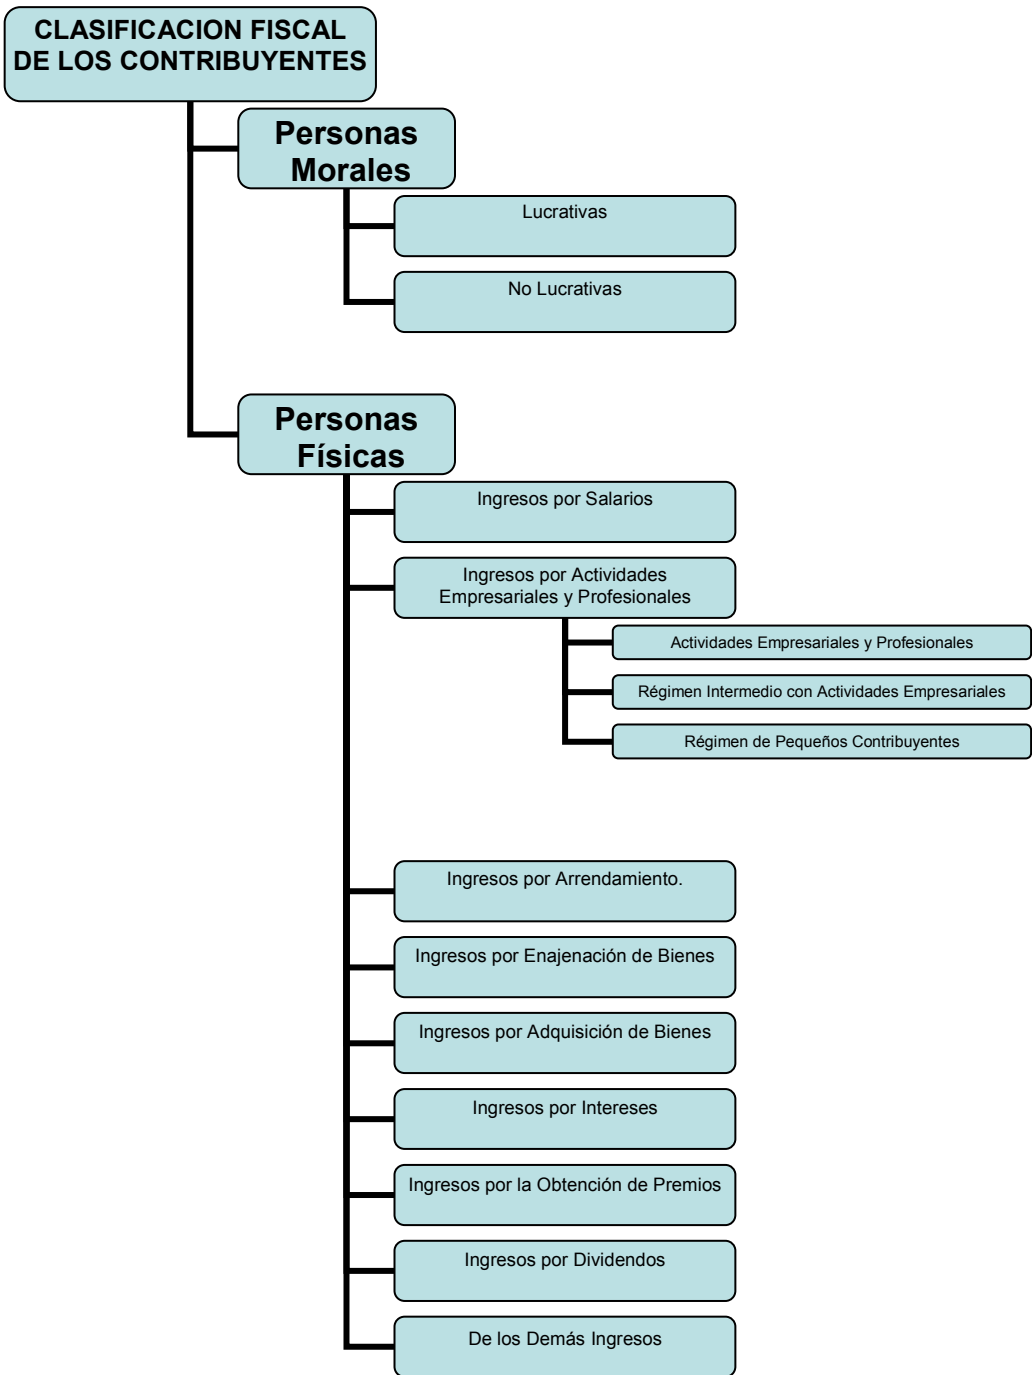 CLASIFICACION FISCAL
DE LOS CONTRIBUYENTES
Personas
Morales
Lucrativas
No Lucrativas
Personas
Físicas
Ingresos por Salarios
Ingresos por Actividades
Empresariales y Profesionales
Actividades Empresariales y Profesionales
Régimen Intermedio con Actividades Empresariales
Régimen de Pequeños Contribuyentes
Ingresos por Arrendamiento.
Ingresos por Enajenación de Bienes
Ingresos por Adquisición de Bienes
Ingresos por Intereses
Ingresos por la Obtención de Premios
Ingresos por Dividendos
De los Demás Ingresos